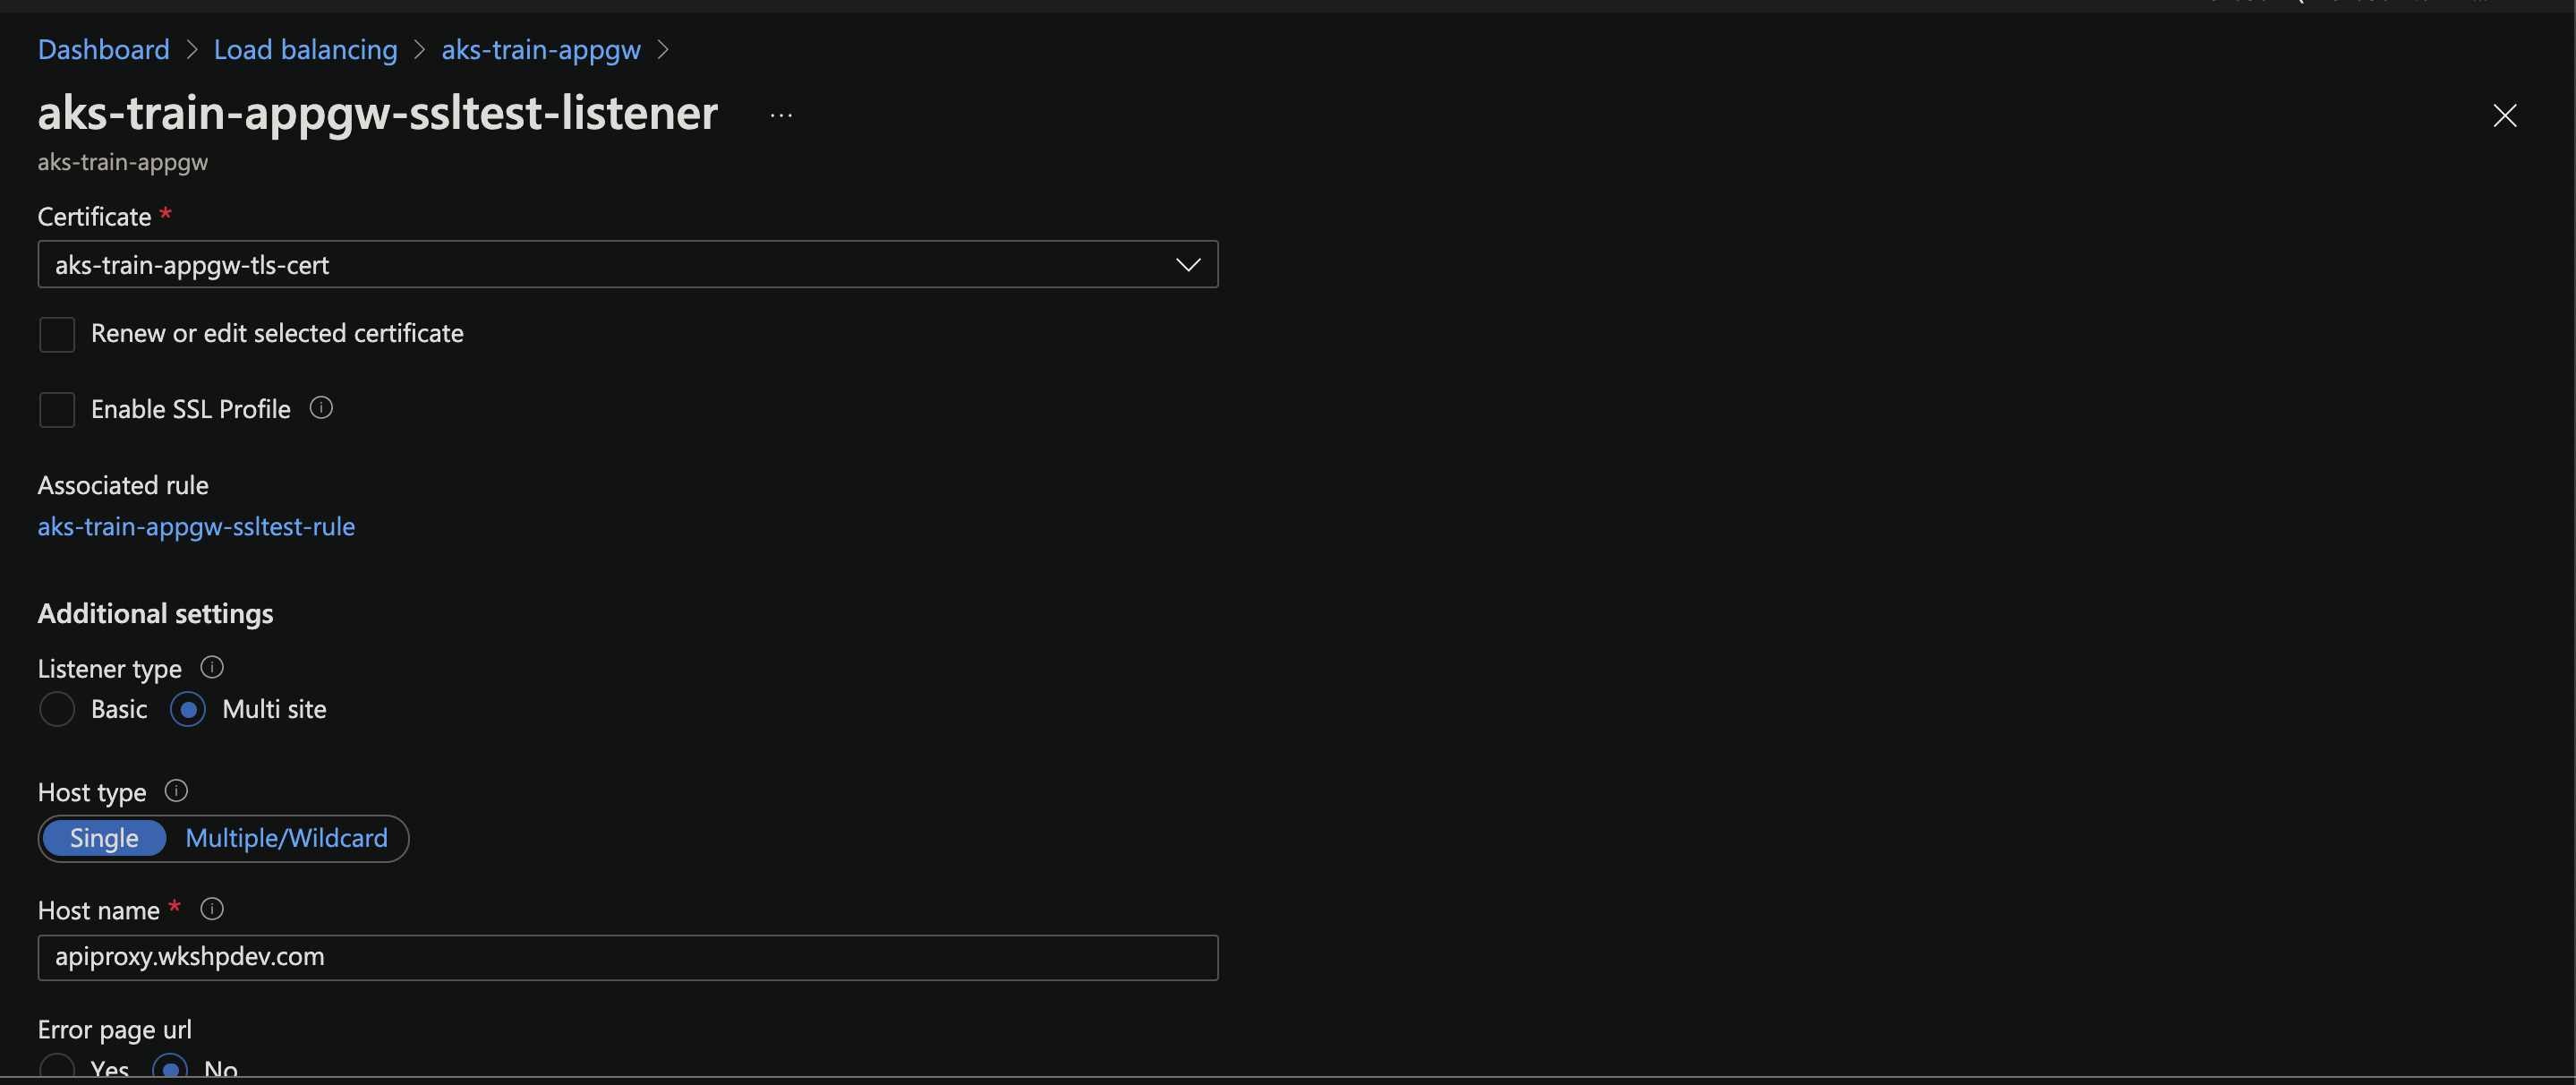 Dashboard > Load balancing > aks-train-appgw >
aks-train-appgw-ssltest-listener ...
aks-train-appgw
Certificate *
aks-train-appgw-tls-cert
Renew or edit selected certificate
Enable SSL Profile
Associated rule
aks-train-appgw-ssltest-rule
Additional settings
Listener type
Basic Multi site
Host type
Single Multiple/Wildcard
Host name *
apiproxy.wkshpdev.com
Error page url
Yes No